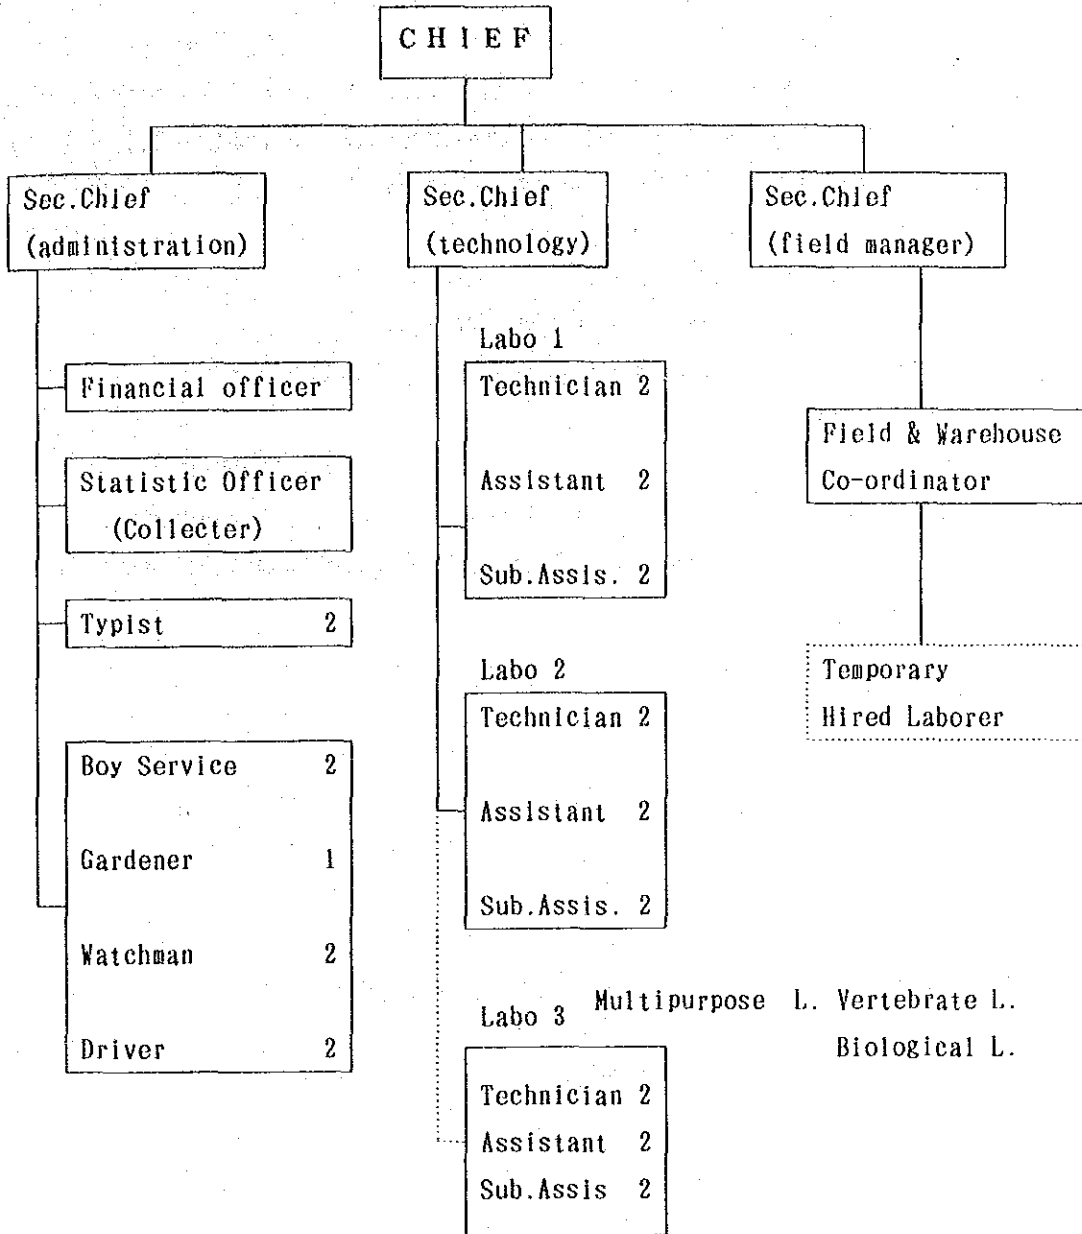 CHIEF
Sec.Chief
(administration)
Financial officer
Statistic Officer
(Collecter)
Typist 2
Boy Service 2
Gardener 1
Watchman 2
Driver 2
Sec.Chief
(technology)
Labo 1
Technician 2
Assistant 2
Sub.Assis. 2
Labo 2
Technician 2
Assistant 2
Sub.Assis. 2
Labo 3 Multipurpose L. Vertebrate L.
Biological L.
Technician 2
Assistant 2
Sub.Assis 2
Sec.Chief
(field manager)
Field & Warehouse
Co-ordinator
Temporary
Hired Laborer